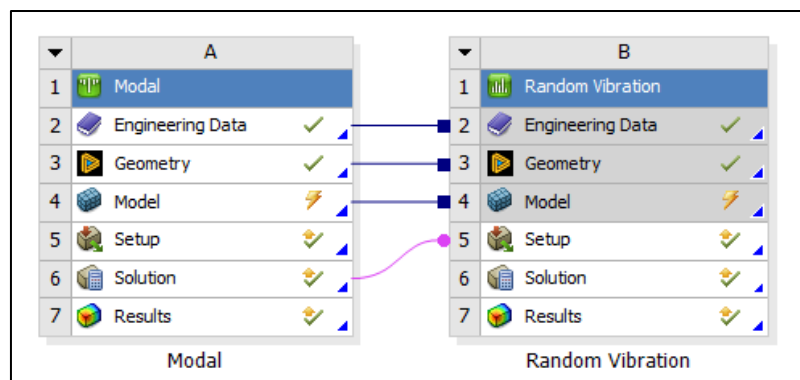 A
1 Modal
2 Engineering Data
3 Geometry
4 Model
5 Setup
6 Solution
7 Results
Modal
B
1 Random Vibration
2 Engineering Data
3 Geometry
4 Model
5 Setup
6 Solution
7 Results
Random Vibration